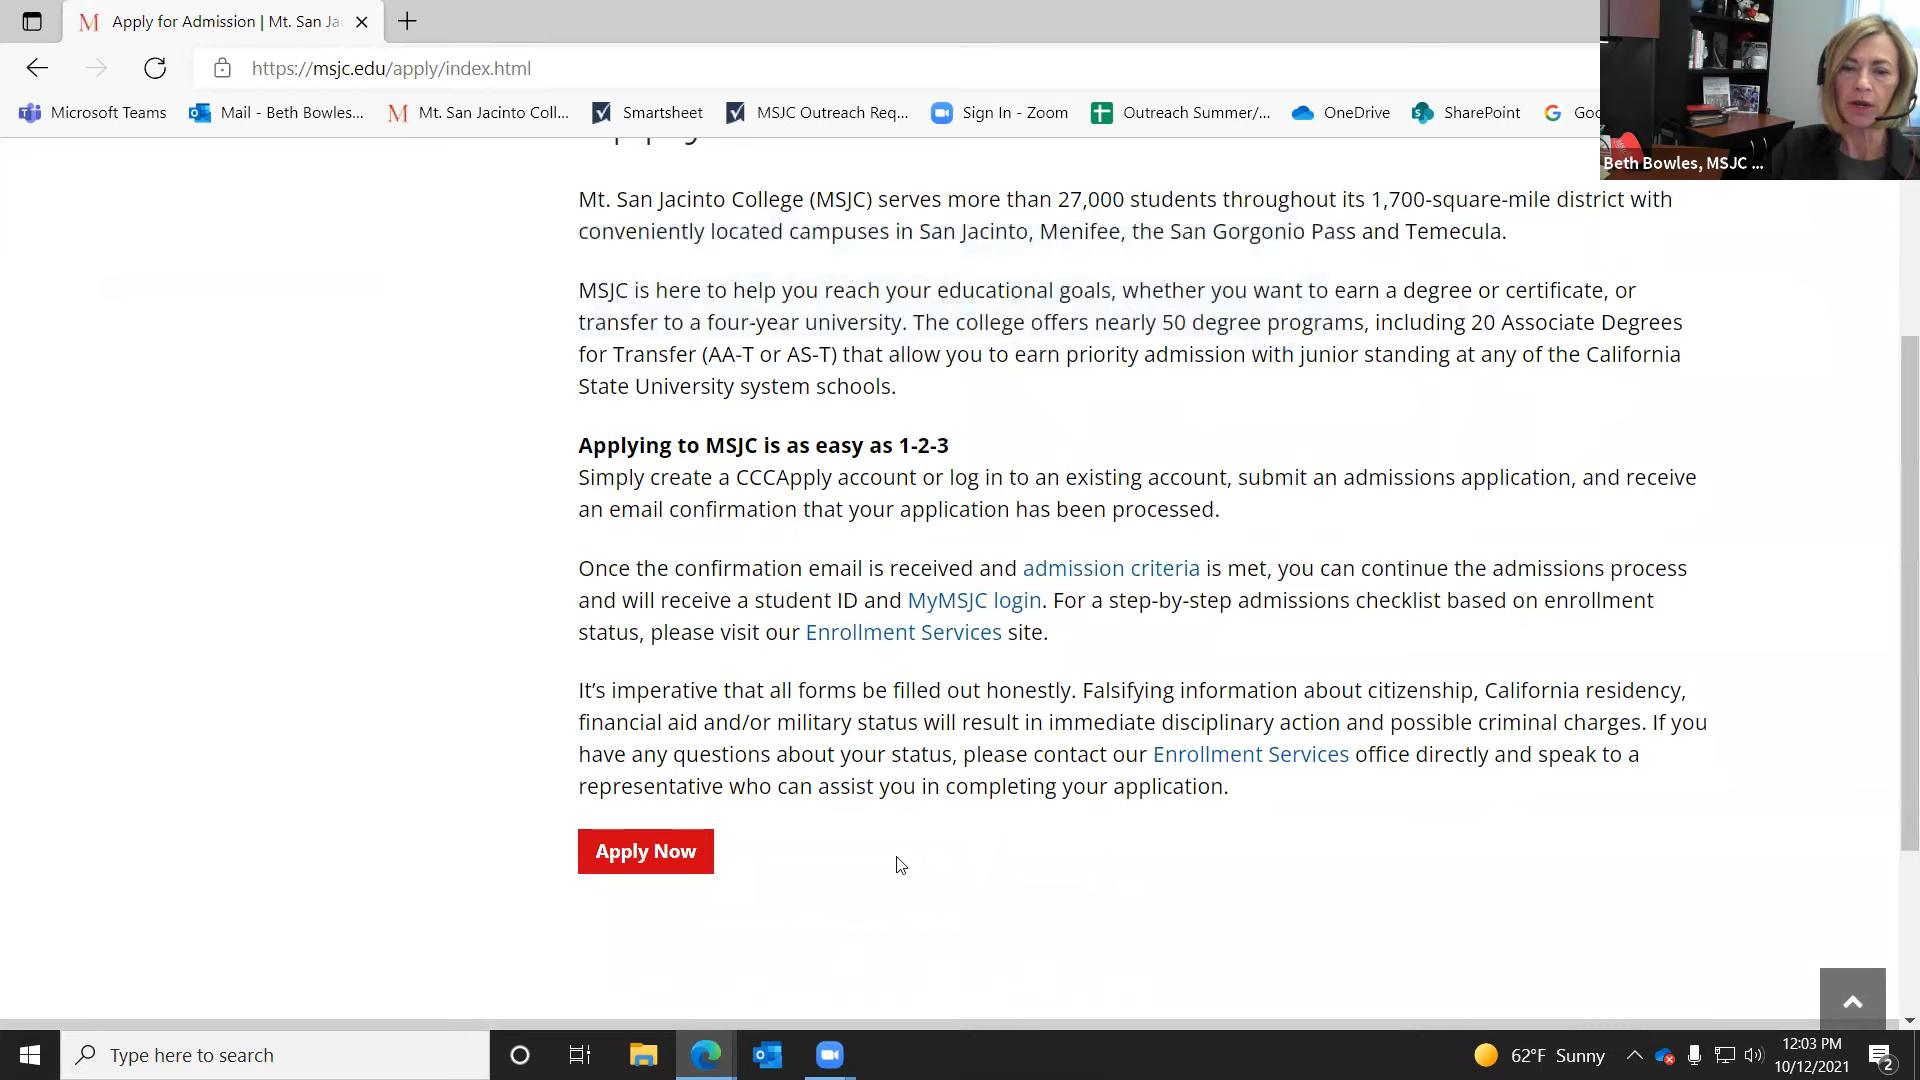 Apply for Admission | Mt. San Ja
https://msjc.edu/apply/index.html
Microsoft Teams
Mail - Beth Bowles...
Mt. San Jacinto Coll...
Smartsheet
MSJC Outreach Req...
Sign In - Zoom
Outreach Summer/...
OneDrive
SharePoint
Goo
Beth Bowles, MSJC ...
Mt. San Jacinto College (MSJC) serves more than 27,000 students throughout its 1,700-square-mile district with
conveniently located campuses in San Jacinto, Menifee, the San Gorgonio Pass and Temecula.
MSJC is here to help you reach your educational goals, whether you want to earn a degree or certificate, or
transfer to a four-year university. The college offers nearly 50 degree programs, including 20 Associate Degrees
for Transfer (AA-T or AS-T) that allow you to earn priority admission with junior standing at any of the California
State University system schools.
Applying to MSJC is as easy as 1-2-3
Simply create a CCCApply account or log in to an existing account, submit an admissions application, and receive
an email confirmation that your application has been processed.
Once the confirmation email is received and admission criteria is met, you can continue the admissions process
and will receive a student ID and MyMSJC login. For a step-by-step admissions checklist based on enrollment
status, please visit our Enrollment Services site.
It's imperative that all forms be filled out honestly. Falsifying information about citizenship, California residency,
financial aid and/or military status will result in immediate disciplinary action and possible criminal charges. If you
have any questions about your status, please contact our Enrollment Services office directly and speak to a
representative who can assist you in completing your application.
Apply Now
Type here to search
62°F Sunny
12:03 PM
10/12/2021
2